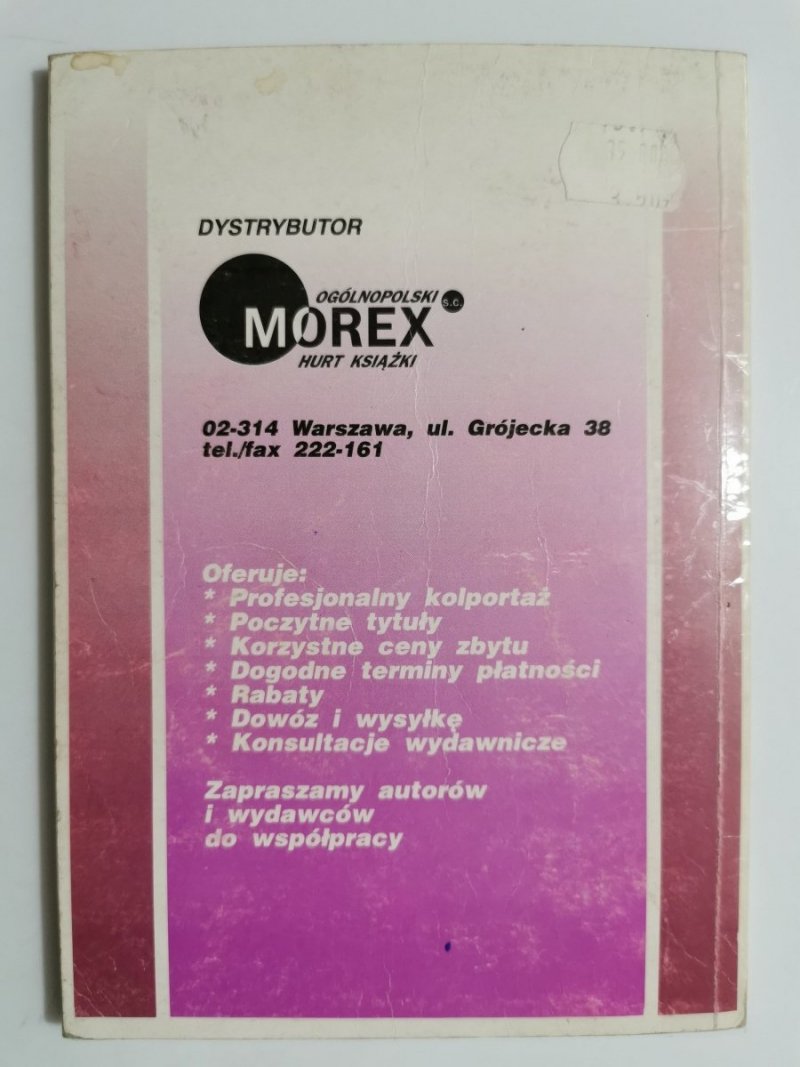 DYSTRYBUTOR
OGÓLNOPOLSKI s.c.
MOREX
HURT KSIĄŻKI
02-314 Warszawa, ul. Grójecka 38
tel./fax 222-161
Oferuje:
* Profesjonalny kolportaż
* Poczytne tytuły
* Korzystne ceny zbytu
* Dogodne terminy płatności
* Rabaty
* Dowóz i wysyłkę
* Konsultacje wydawnicze
Zapraszamy autorów
i wydawców
do współpracy